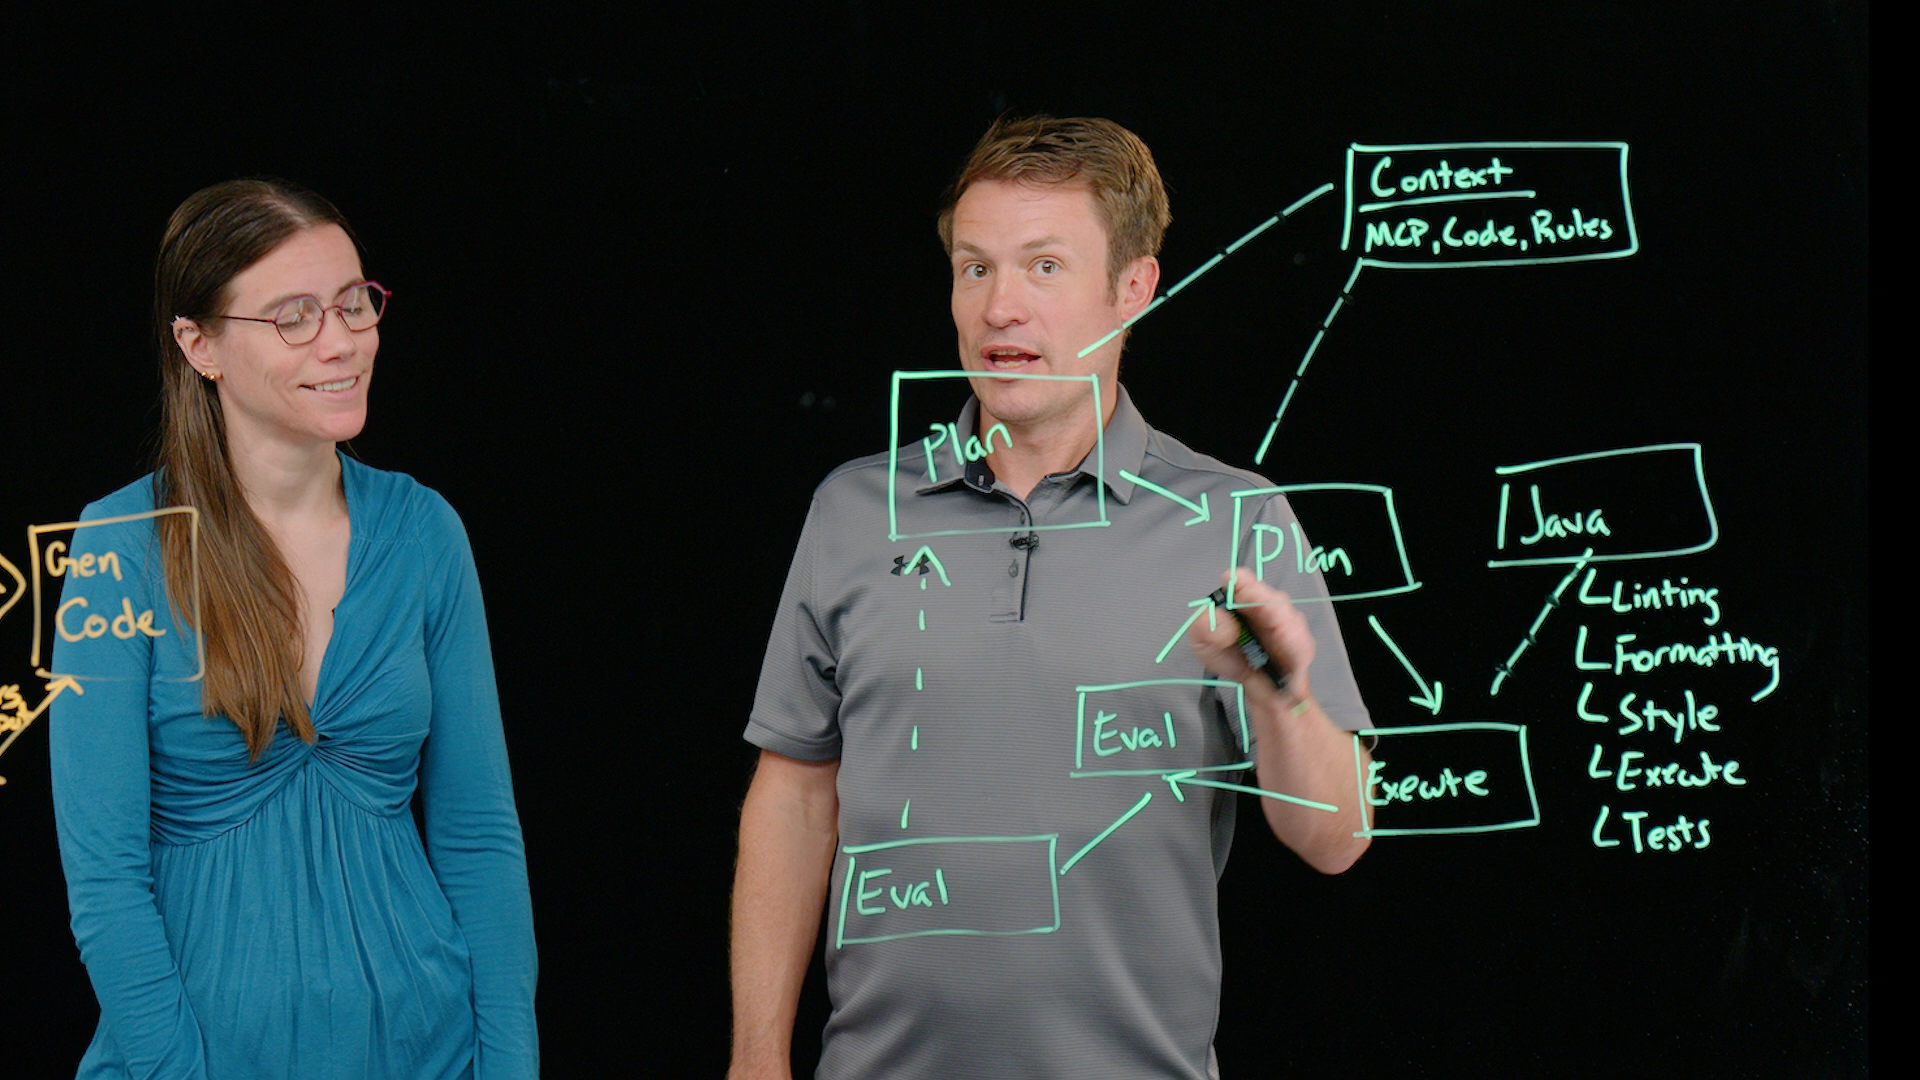 Context
MCP, Code, Rules
Plan
Plan
Java
Linting
Formatting
Style
Execute
Tests
Gen
Code
Eval
Execute
Eval